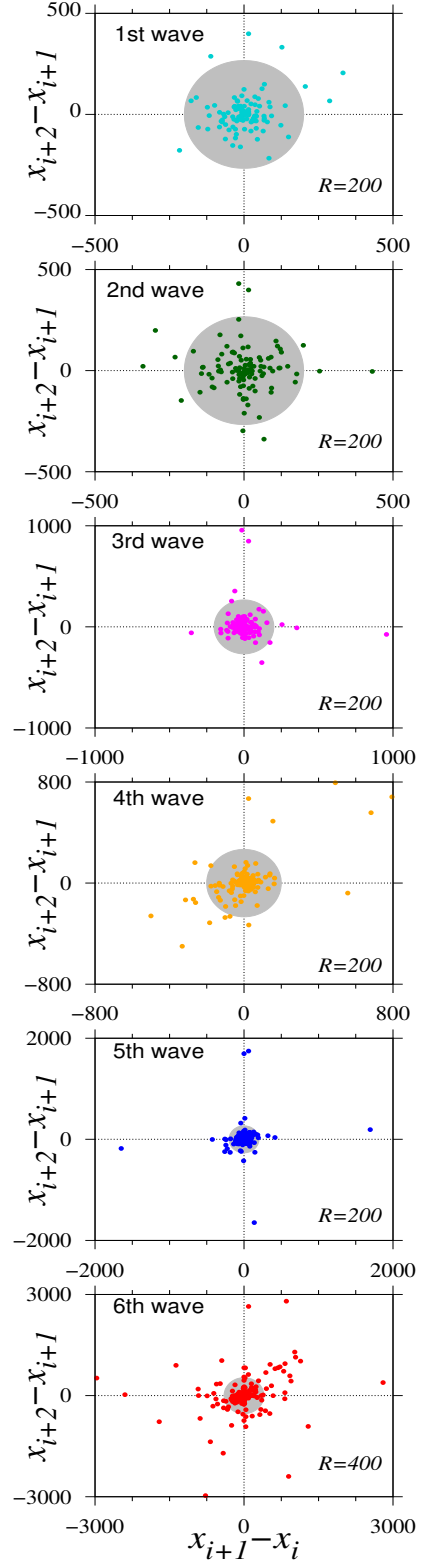 500
1st wave
x_{i+2}−x_{i+1}
0
R=200
−500
−500 0 500
500
2nd wave
x_{i+2}−x_{i+1}
0
R=200
−500
−500 0 500
1000
3rd wave
x_{i+2}−x_{i+1}
0
R=200
−1000
−1000 0 1000
800
4th wave
x_{i+2}−x_{i+1}
0
R=200
−800
−800 0 800
2000
5th wave
x_{i+2}−x_{i+1}
0
R=200
−2000
−2000 0 2000
3000
6th wave
x_{i+2}−x_{i+1}
0
R=400
−3000
−3000 0 3000
x_{i+1}−x_i